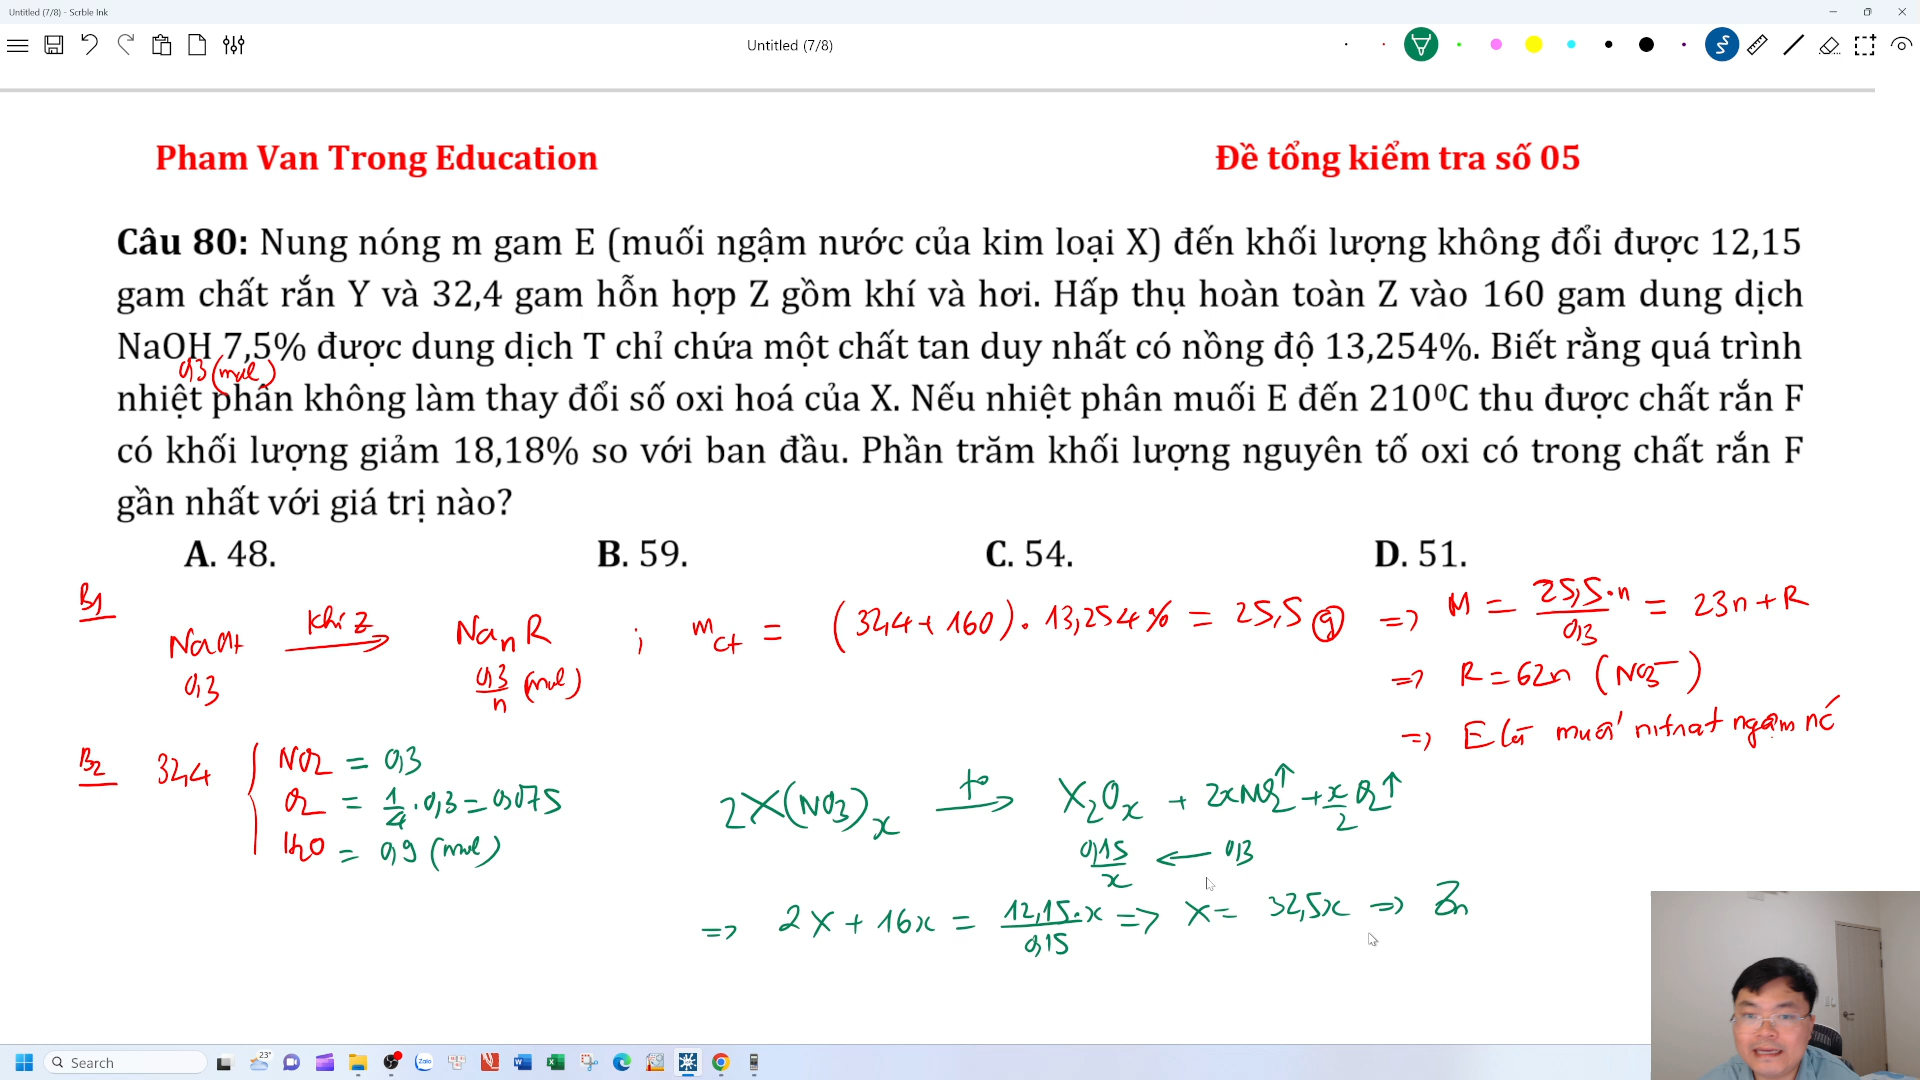 Untitled (7/8) - Scrble Ink
Untitled (7/8)
Pham Van Trong Education
Đề tổng kiểm tra số 05
Câu 80: Nung nóng m gam E (muối ngậm nước của kim loại X) đến khối lượng không đổi được 12,15
gam chất rắn Y và 32,4 gam hỗn hợp Z gồm khí và hơi. Hấp thụ hoàn toàn Z vào 160 gam dung dịch
NaOH 7,5% được dung dịch T chỉ chứa một chất tan duy nhất có nồng độ 13,254%. Biết rằng quá trình
0,3 (mol)
nhiệt phân không làm thay đổi số oxi hoá của X. Nếu nhiệt phân muối E đến 210⁰C thu được chất rắn F
có khối lượng giảm 18,18% so với ban đầu. Phần trăm khối lượng nguyên tố oxi có trong chất rắn F
gần nhất với giá trị nào?
A. 48. B. 59. C. 54. D. 51.
B1 NaOH khí Z → NaₙR ; mct = (32,4 + 160) . 13,254% = 25,5 g => M = 25,5.n / 0,3 = 23n + R
0,3 0,3/n (mol) => R = 62n (NO3⁻)
=> E là muối nitrat ngậm nc
B2 32,4 { NO2 = 0,3
O2 = 1/4 . 0,3 = 0,075
H2O = 0,9 (mol)
2X(NO3)x t⁰ → X2Ox + 2xNO2↑ + x/2 O2↑
0,15/x ← 0,3
=> 2X + 16x = 12,15.x / 0,15 => X = 32,5x => Zn
23°
Search
Zalo